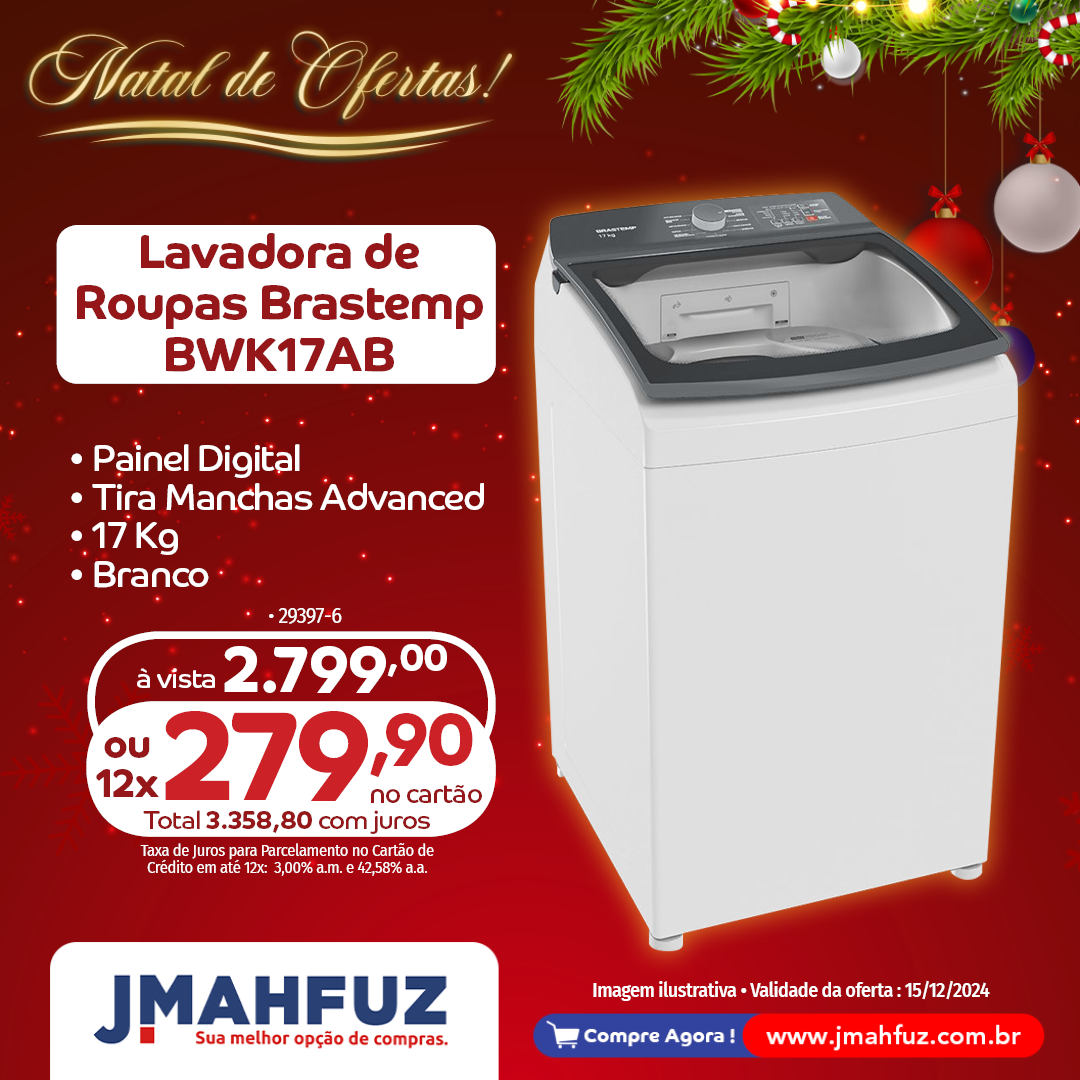 Natal de Ofertas!
Lavadora de
Roupas Brastemp
BWK17AB
• Painel Digital
• Tira Manchas Advanced
• 17 Kg
• Branco
• 29397-6
à vista 2.799,00
ou 12x 279,90 no cartão
Total 3.358,80 com juros
Taxa de Juros para Parcelamento no Cartão de
Crédito em até 12x: 3,00% a.m. e 42,58% a.a.
BRASTEMP
17 kg
JMAHFUZ
Sua melhor opção de compras.
Imagem ilustrativa • Validade da oferta : 15/12/2024
Compre Agora !
www.jmahfuz.com.br